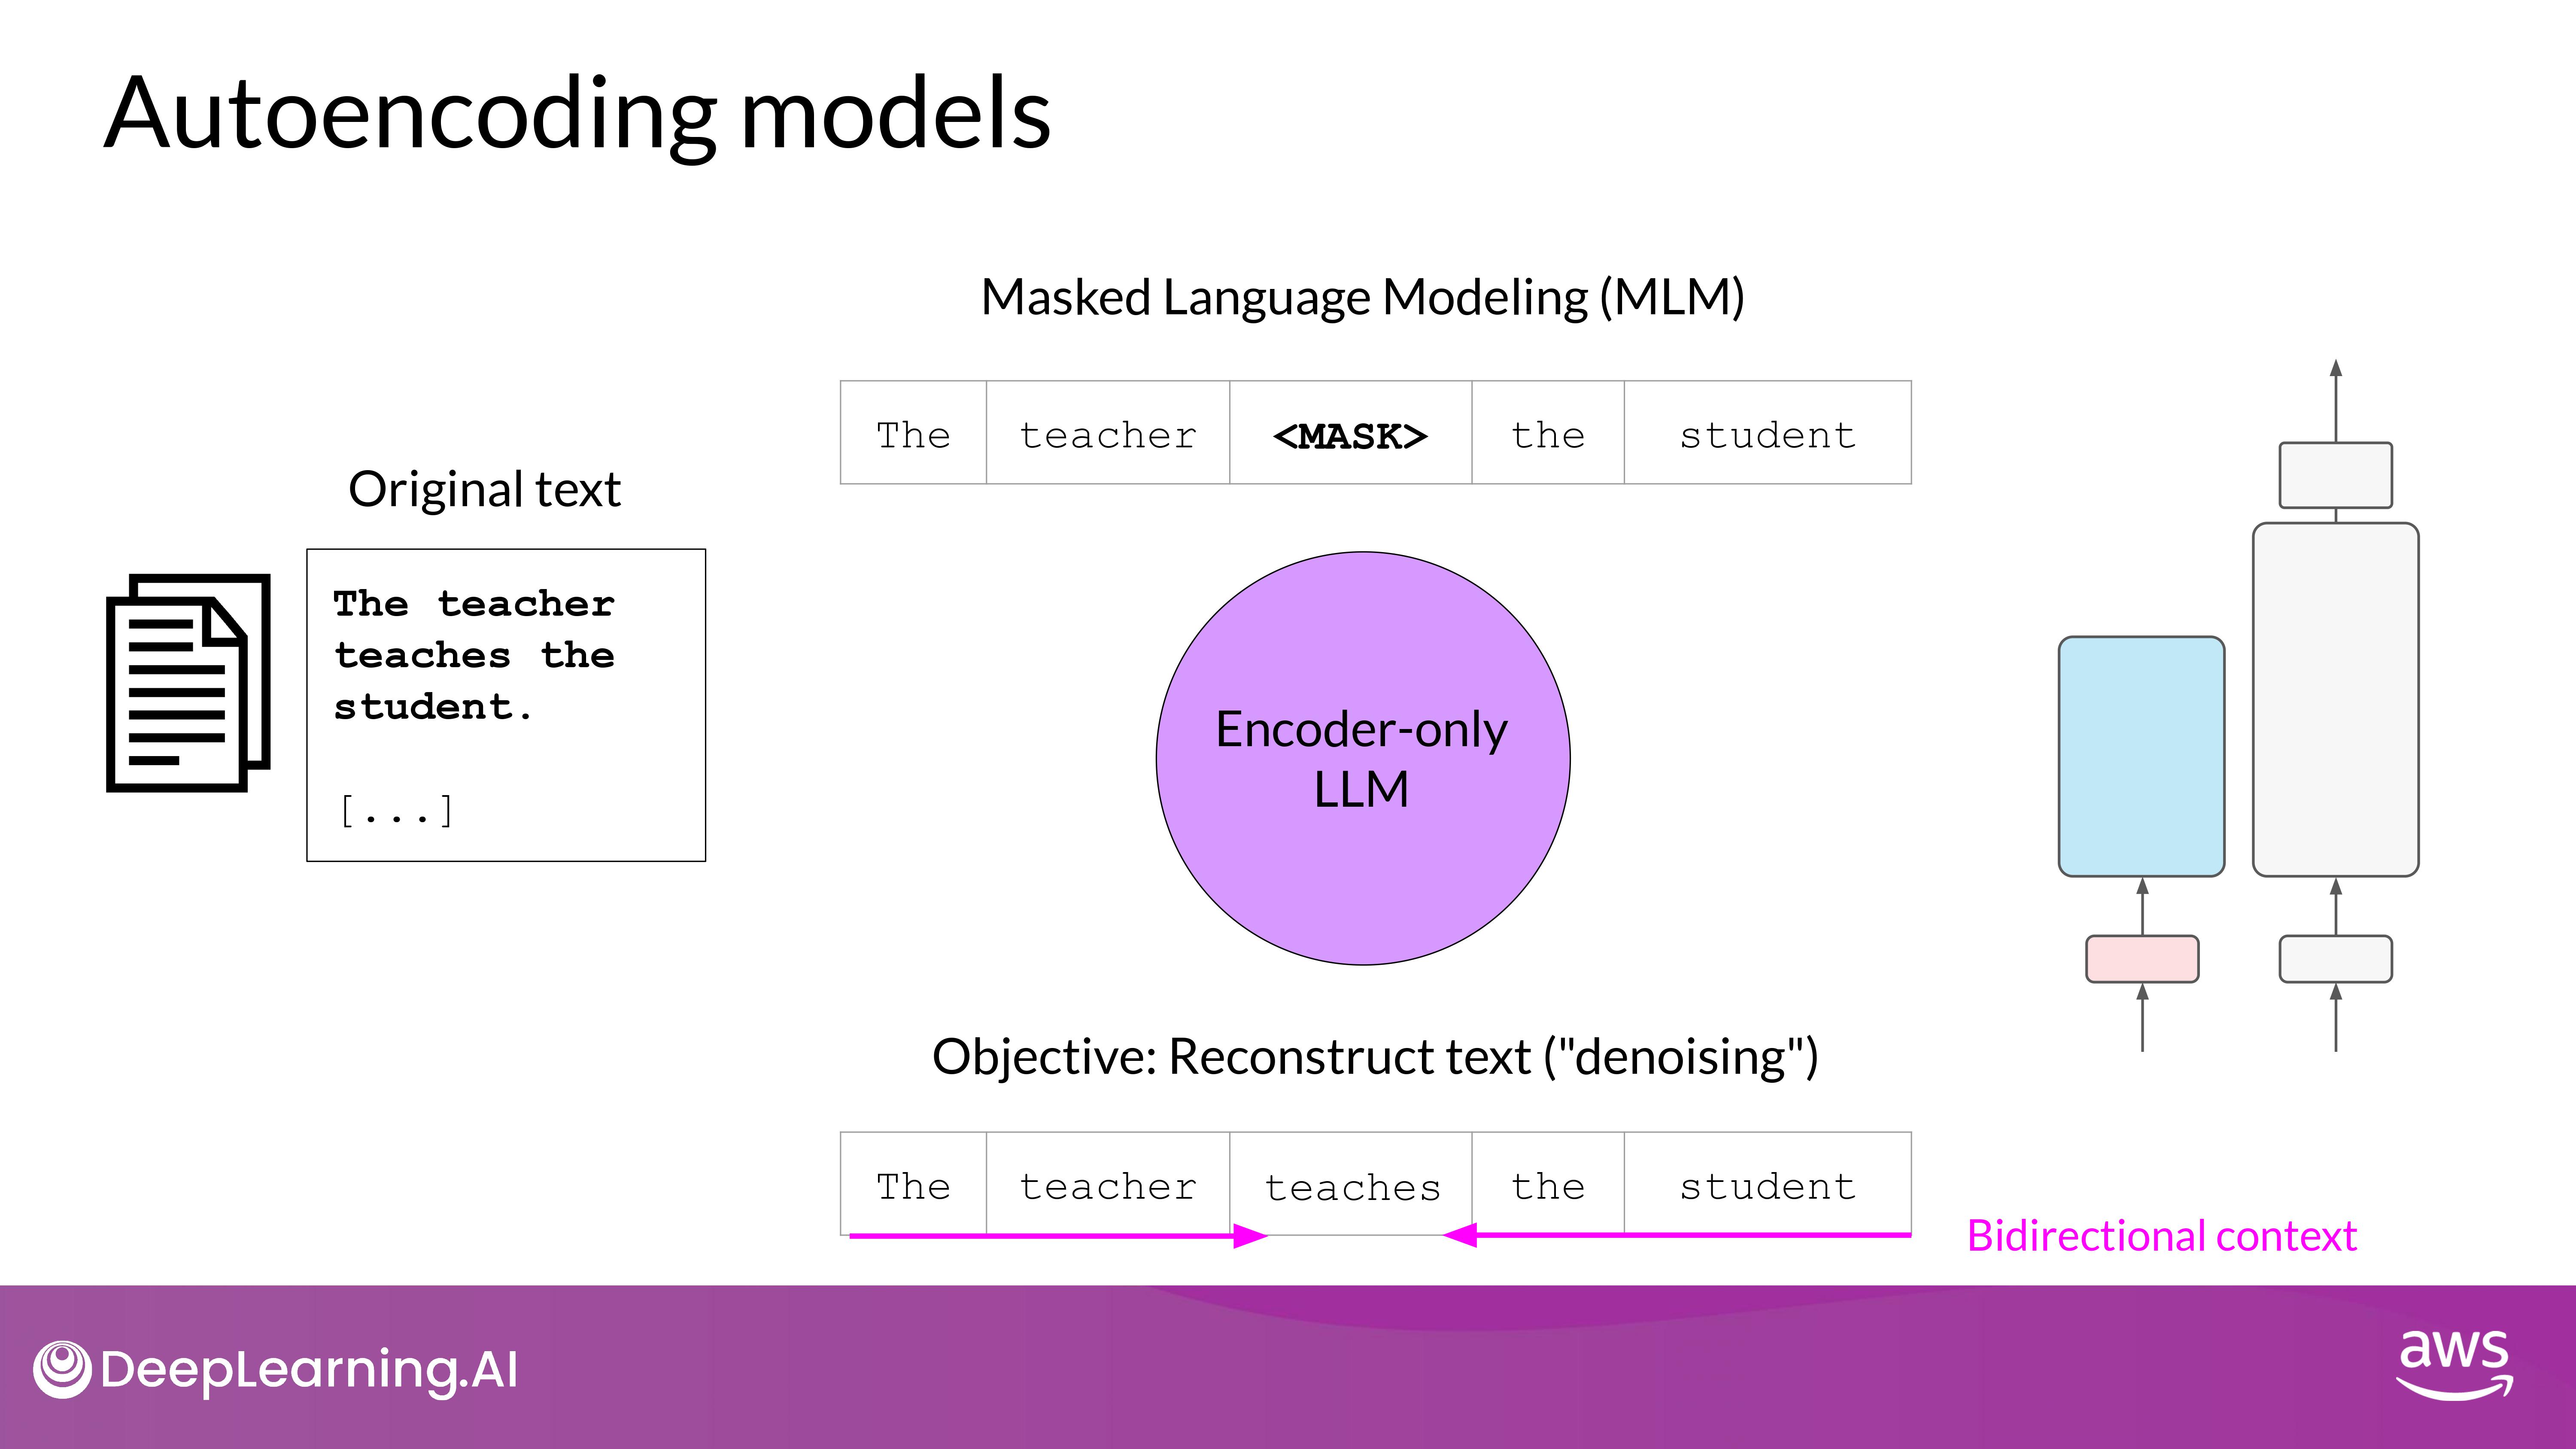 Autoencoding models
Masked Language Modeling (MLM)
The teacher <MASK> the student
Original text
The teacher
teaches the
student.
[...]
Encoder-only
LLM
Objective: Reconstruct text ("denoising")
The teacher teaches the student
Bidirectional context
DeepLearning.AI
aws